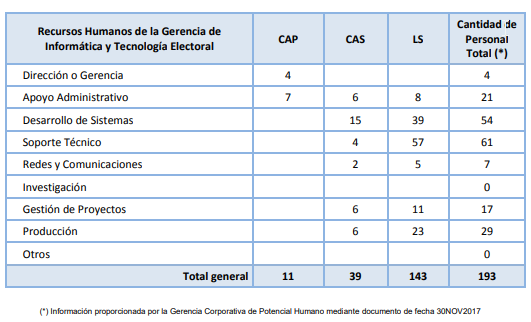 Recursos Humanos de la Gerencia de Informática y Tecnología Electoral CAP CAS LS Cantidad de Personal Total (*)
Dirección o Gerencia 4 4
Apoyo Administrativo 7 6 8 21
Desarrollo de Sistemas 15 39 54
Soporte Técnico 4 57 61
Redes y Comunicaciones 2 5 7
Investigación 0
Gestión de Proyectos 6 11 17
Producción 6 23 29
Otros 0
Total general 11 39 143 193
(*) Información proporcionada por la Gerencia Corporativa de Potencial Humano mediante documento de fecha 30NOV2017